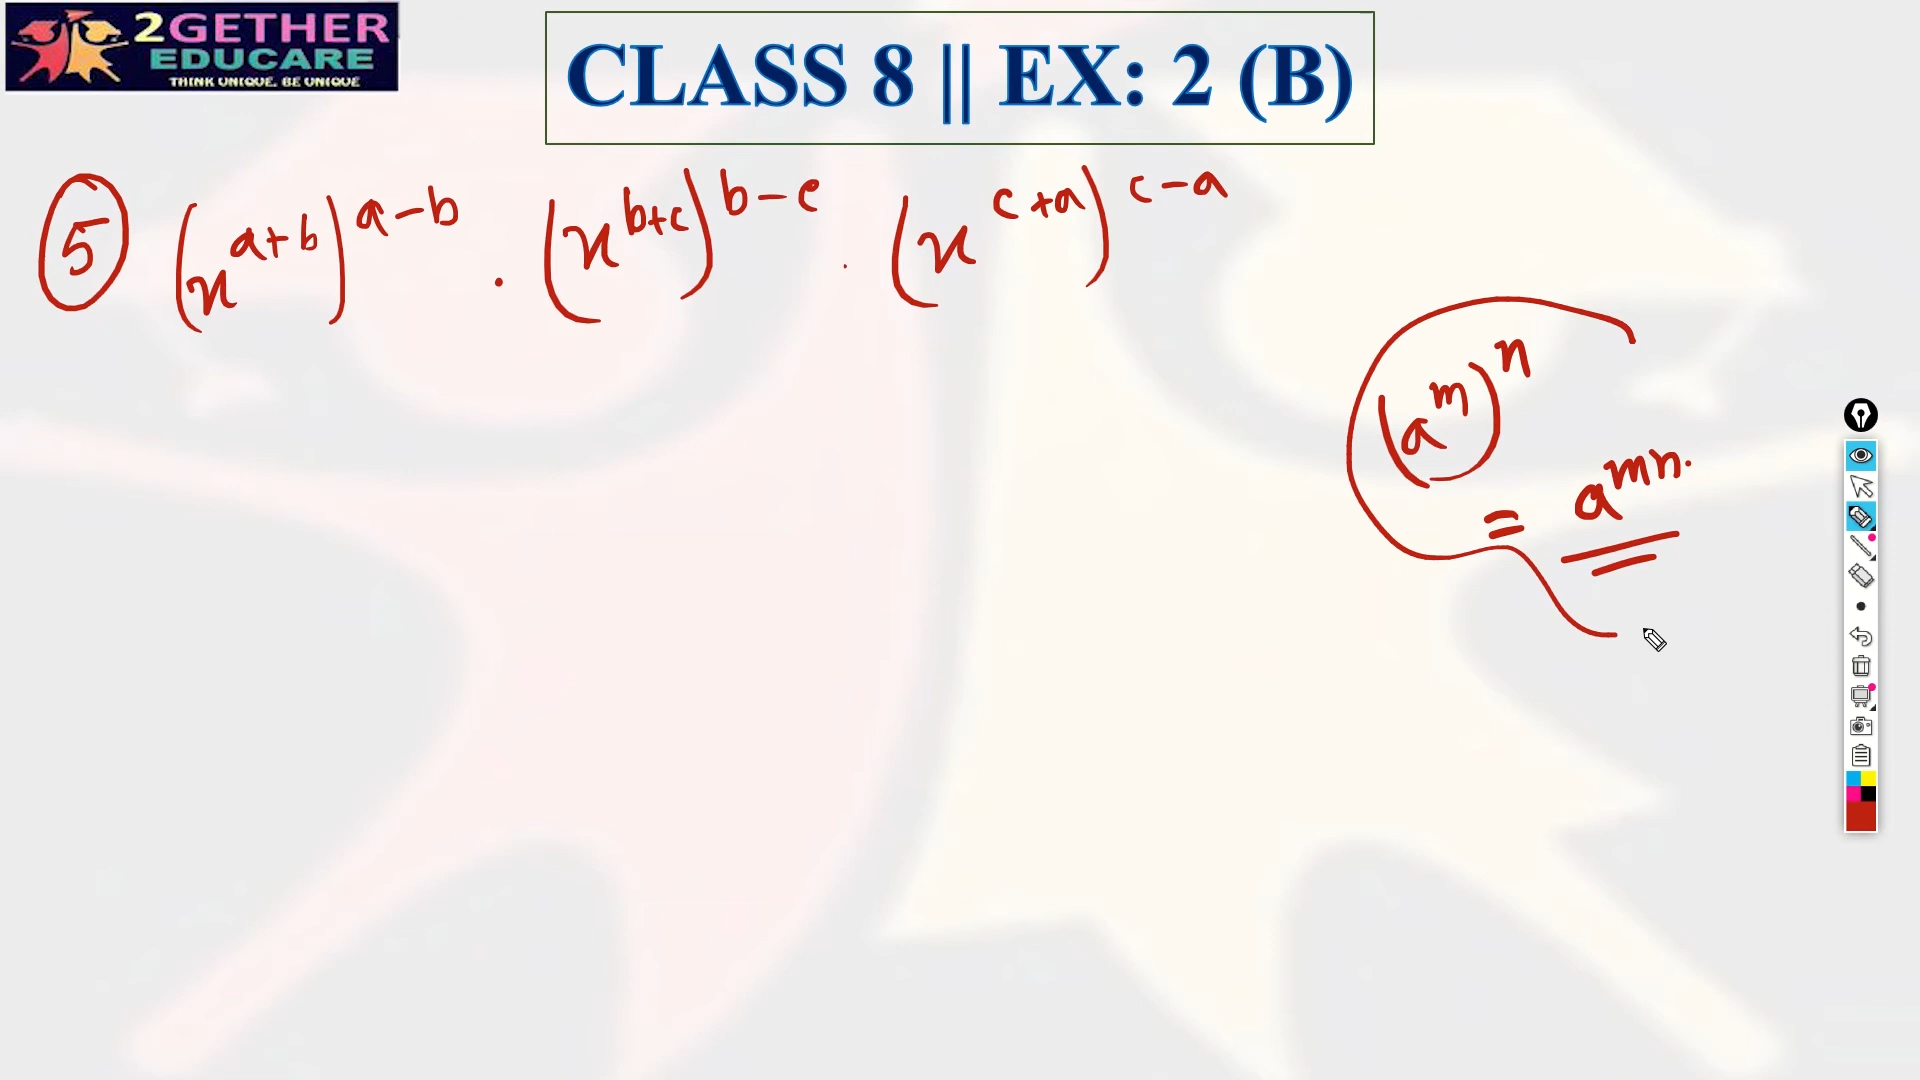 2GETHER
EDUCARE
THINK UNIQUE. BE UNIQUE
CLASS 8 || EX: 2 (B)
5 (x^{a+b})^{a-b} . (x^{b+c})^{b-c} . (x^{c+a})^{c-a}
(a^m)^n
= a^{mn}.